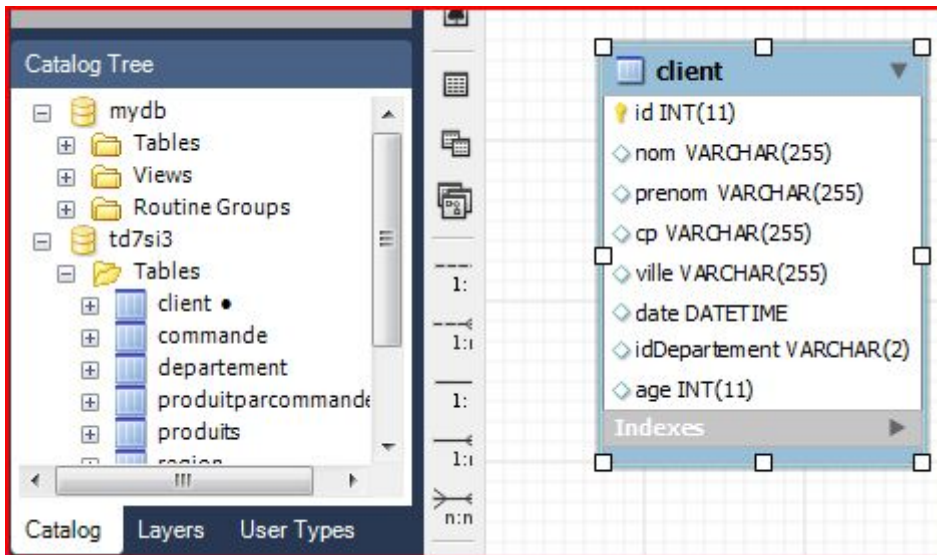 Catalog Tree
mydb
Tables
Views
Routine Groups
td7si3
Tables
client •
commande
departement
produitparcommande
produits
region
Catalog Layers User Types
1:
1:
1:
1:
n:n
client
id INT(11)
nom VARCHAR(255)
prenom VARCHAR(255)
cp VARCHAR(255)
ville VARCHAR(255)
date DATETIME
idDepartement VARCHAR(2)
age INT(11)
Indexes